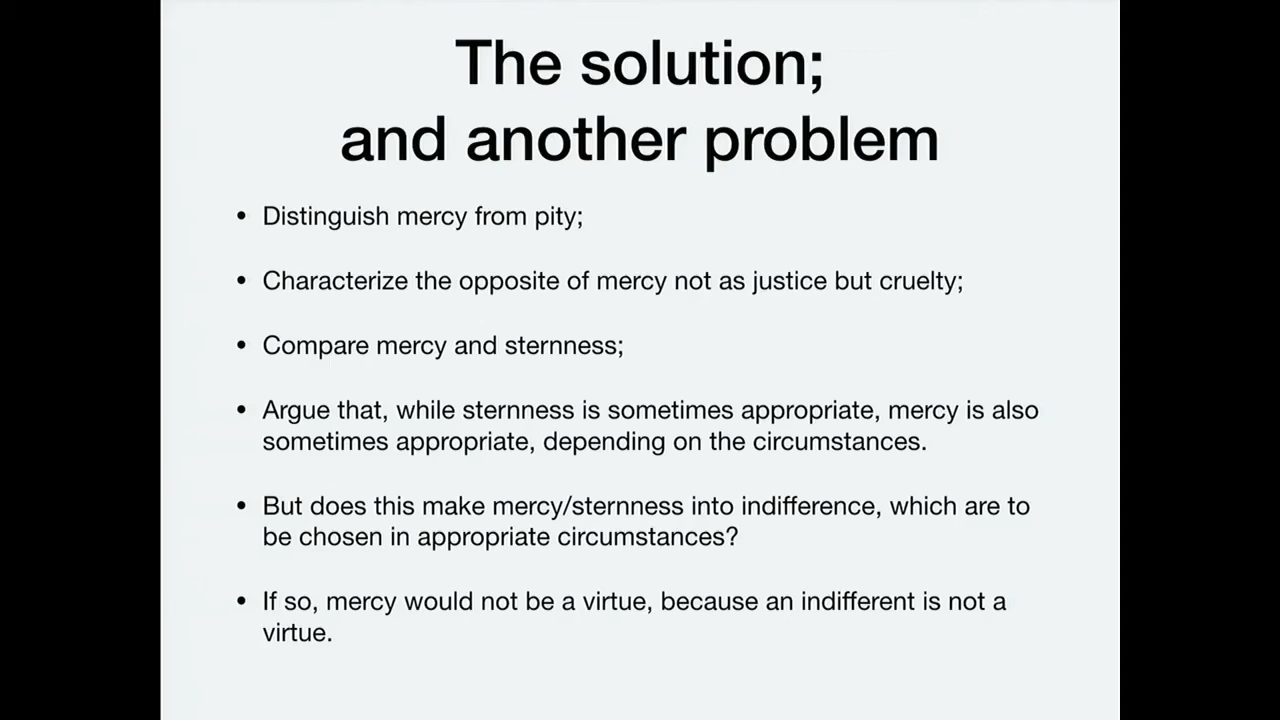 The solution;
and another problem
• Distinguish mercy from pity;
• Characterize the opposite of mercy not as justice but cruelty;
• Compare mercy and sternness;
• Argue that, while sternness is sometimes appropriate, mercy is also
sometimes appropriate, depending on the circumstances.
• But does this make mercy/sternness into indifference, which are to
be chosen in appropriate circumstances?
• If so, mercy would not be a virtue, because an indifferent is not a
virtue.